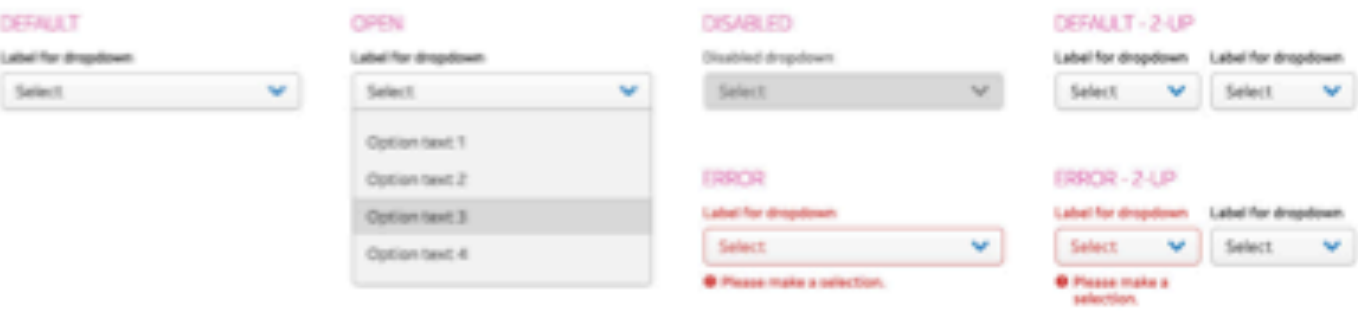 DEFAULT
Label for dropdown
Select
OPEN
Label for dropdown
Select
Option text 1
Option text 2
Option text 3
Option text 4
DISABLED
Disabled dropdown
Select
ERROR
Label for dropdown
Select
Please make a selection.
DEFAULT - 2-UP
Label for dropdown Label for dropdown
Select Select
ERROR - 2-UP
Label for dropdown Label for dropdown
Select Select
Please make a
selection.